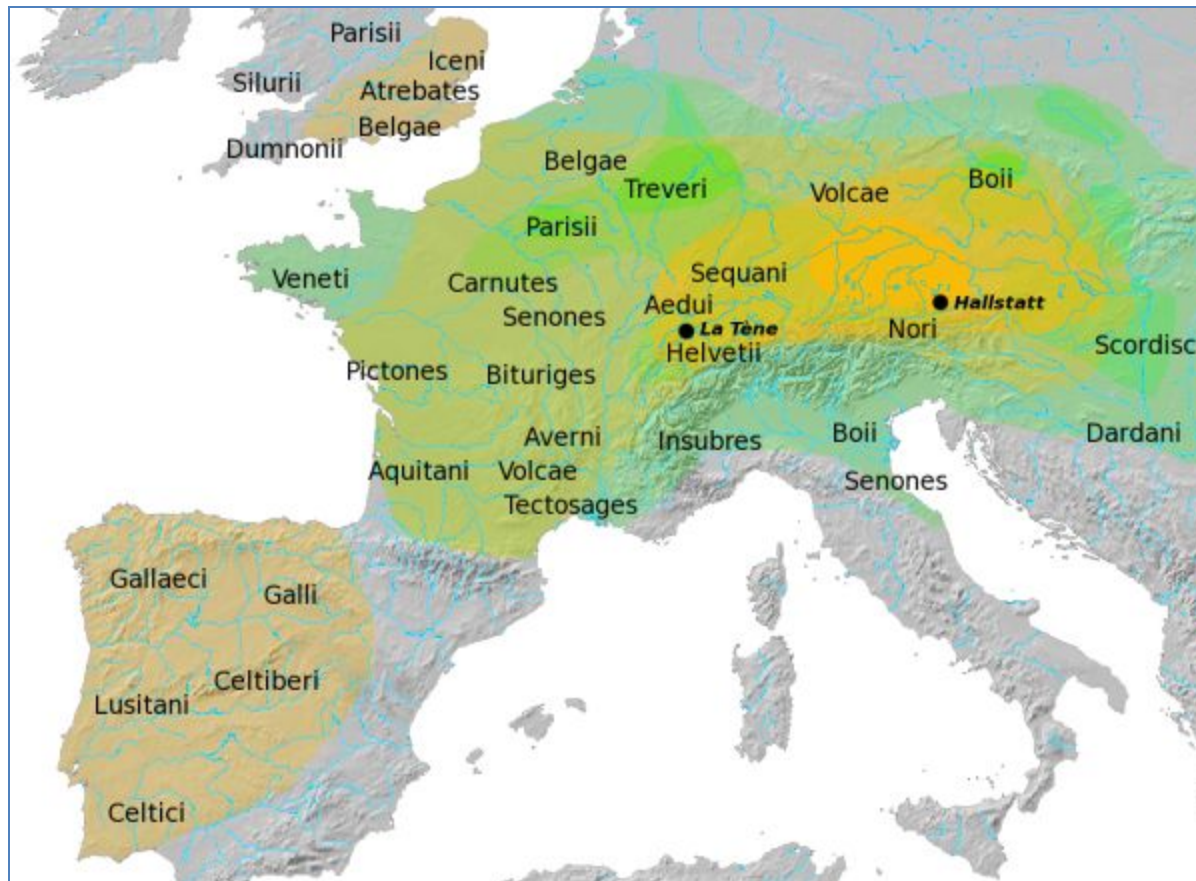 Parisii
Iceni
Silurii
Atrebates
Belgae
Dumnonii
Belgae
Treveri
Volcae
Boii
Parisii
Veneti
Carnutes
Sequani
Senones
Aedui
Hallstatt
La Tène
Nori
Helvetii
Scordisc
Pictones
Bituriges
Averni
Insubres
Boii
Dardani
Aquitani
Volcae
Tectosages
Senones
Gallaeci
Galli
Celtiberi
Lusitani
Celtici